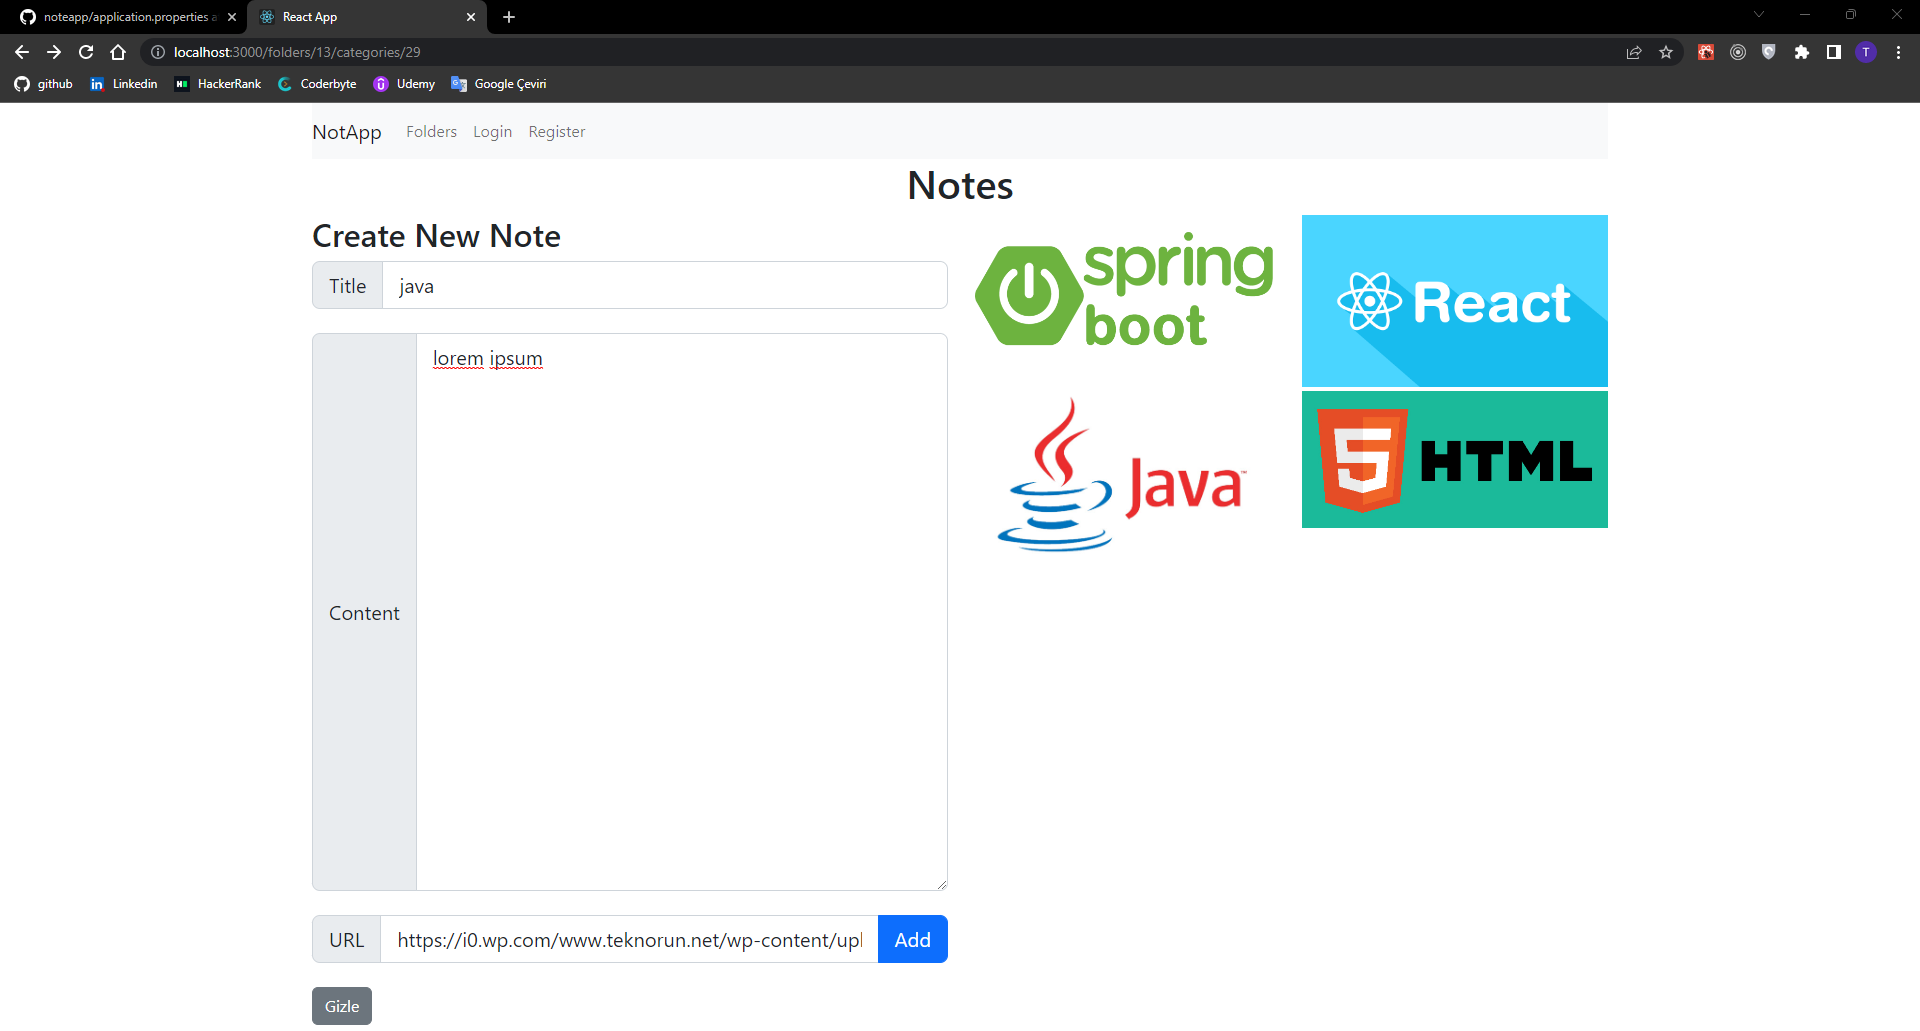 noteapp/application.properties a
React App
localhost:3000/folders/13/categories/29
T
github
Linkedin
HackerRank
Coderbyte
Udemy
Google Çeviri
NotApp
Folders
Login
Register
Notes
Create New Note
Title
java
Content
lorem ipsum
URL
https://i0.wp.com/www.teknorun.net/wp-content/upl
Add
Gizle
spring
boot
React
Java™
5
HTML